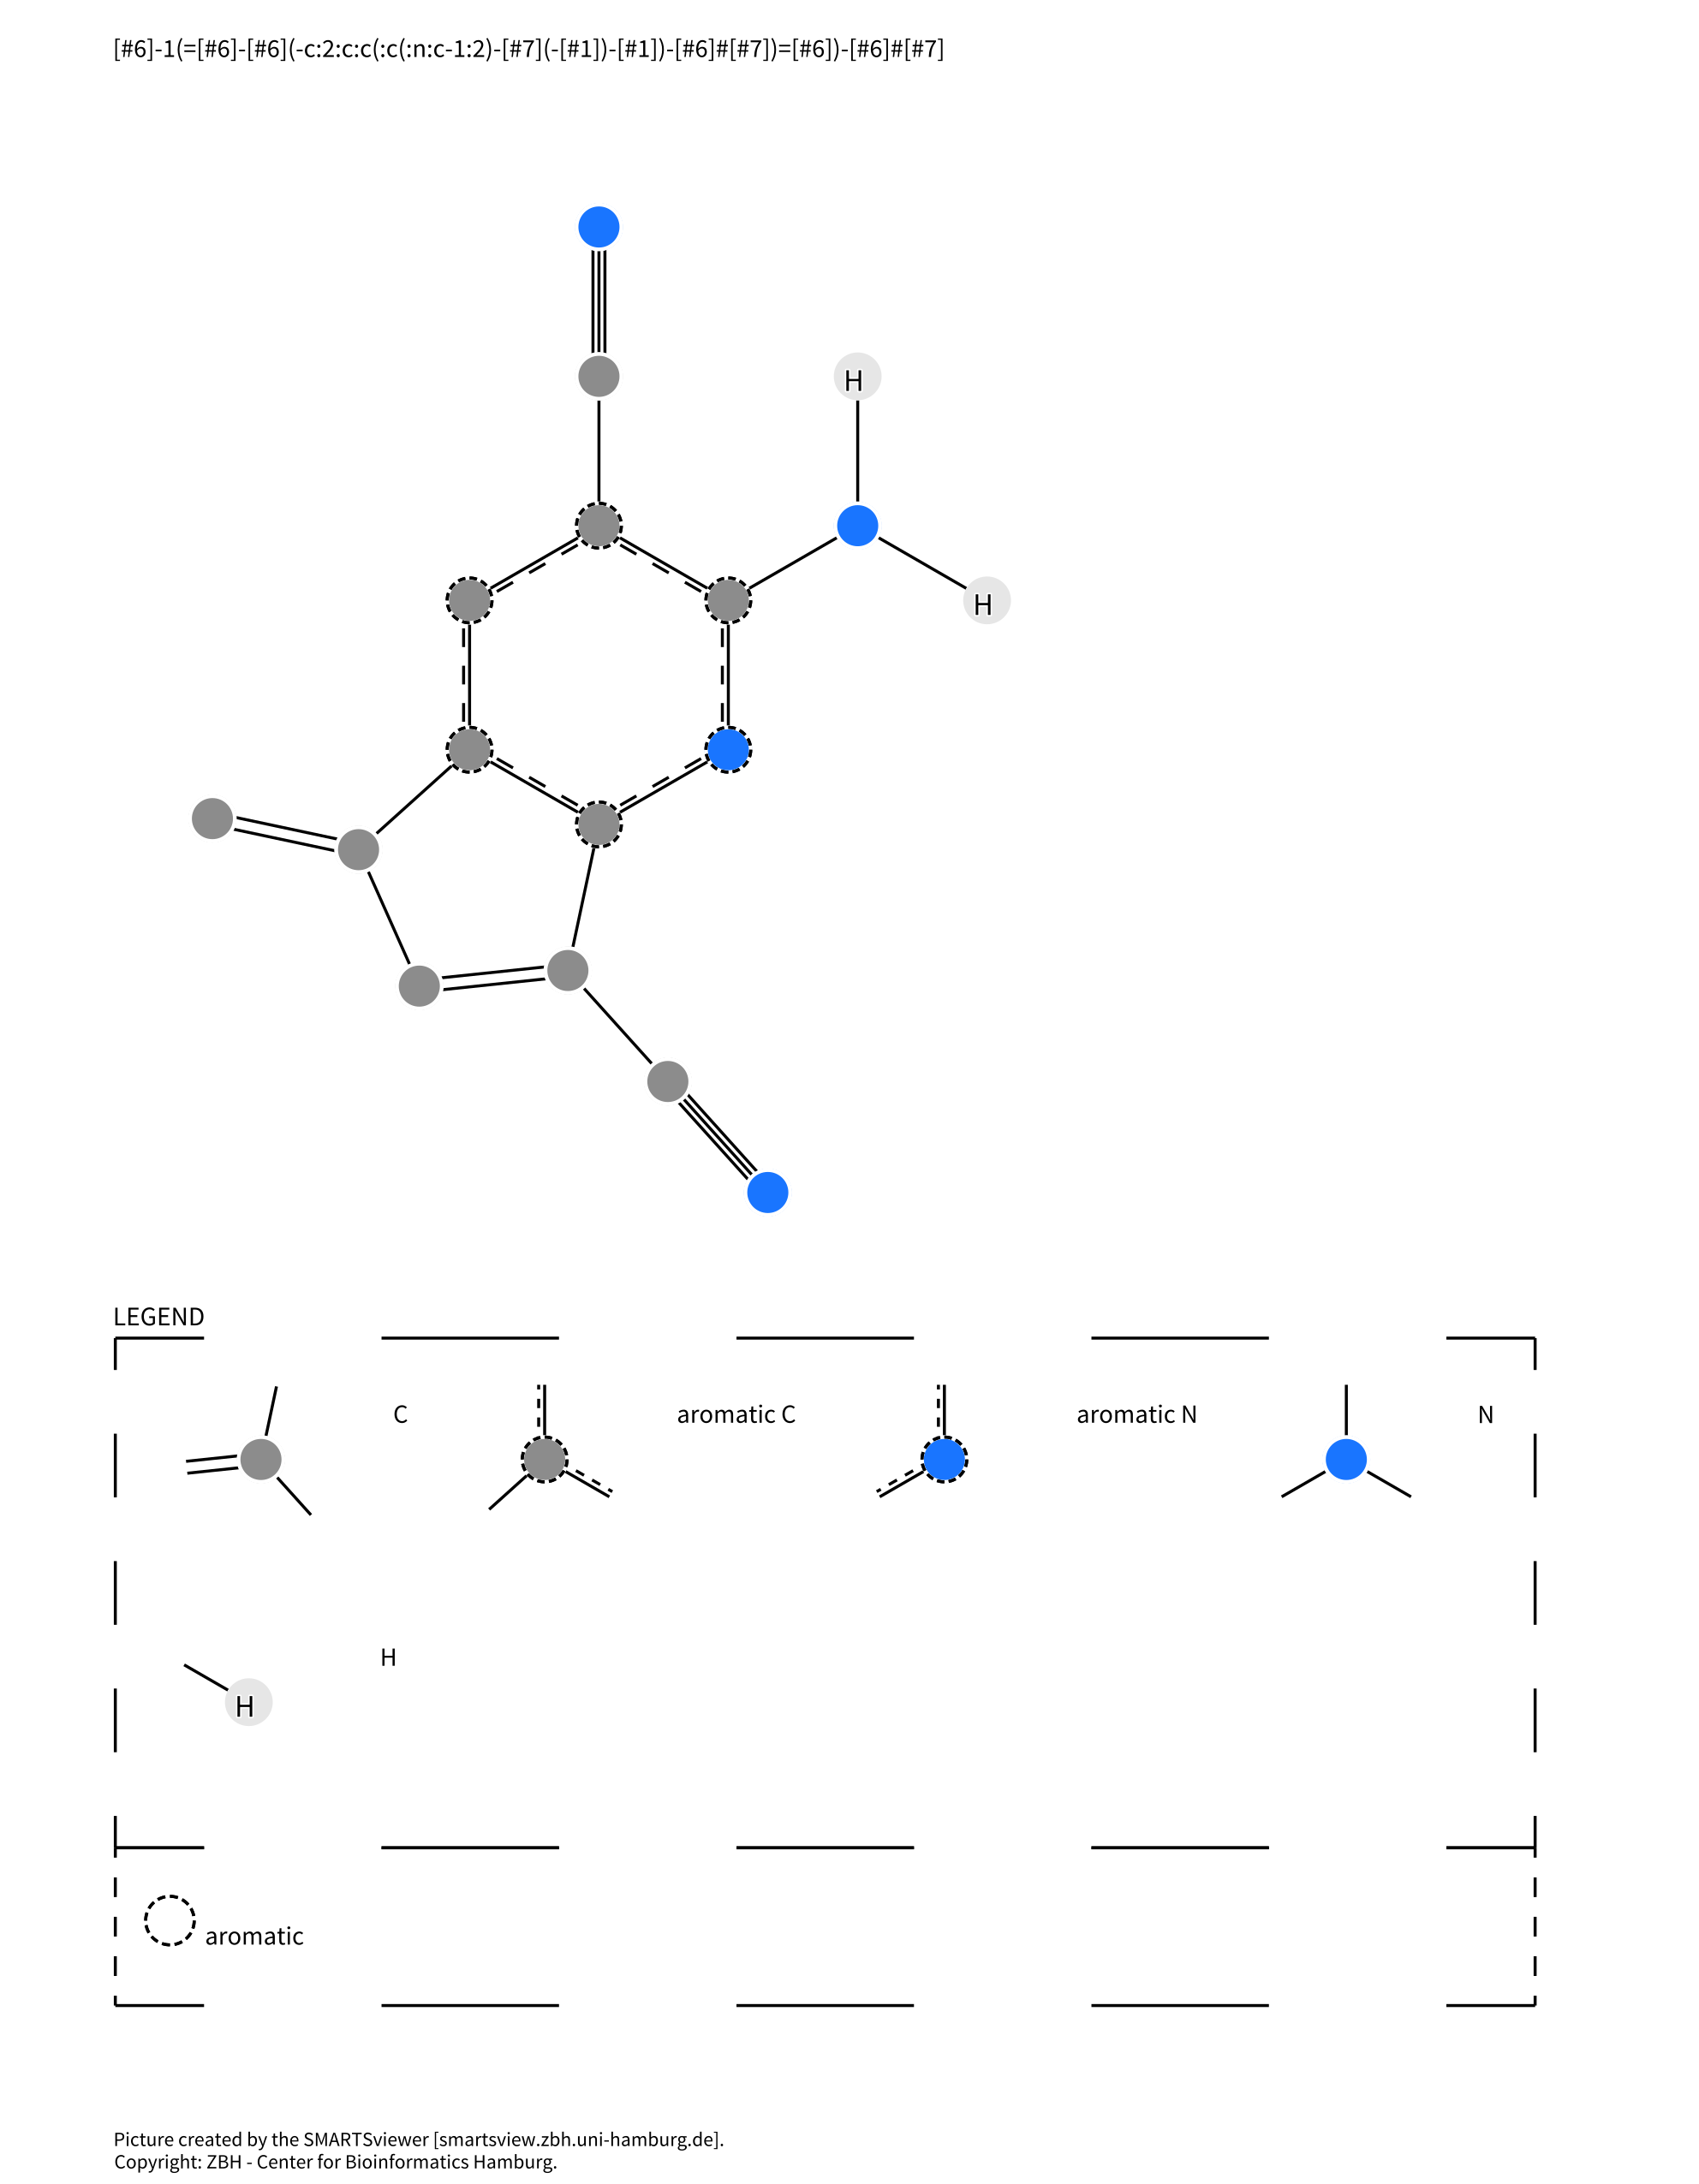 [#6]-1(=[#6]-[#6](-c:2:c:c(:c(:n:c-1:2)-[#7](-[#1])-[#1])-[#6]#[#7])=[#6])-[#6]#[#7]
H
H
LEGEND
C aromatic C aromatic N N
H
H
aromatic
Picture created by the SMARTSviewer [smartsview.zbh.uni-hamburg.de].
Copyright: ZBH - Center for Bioinformatics Hamburg.